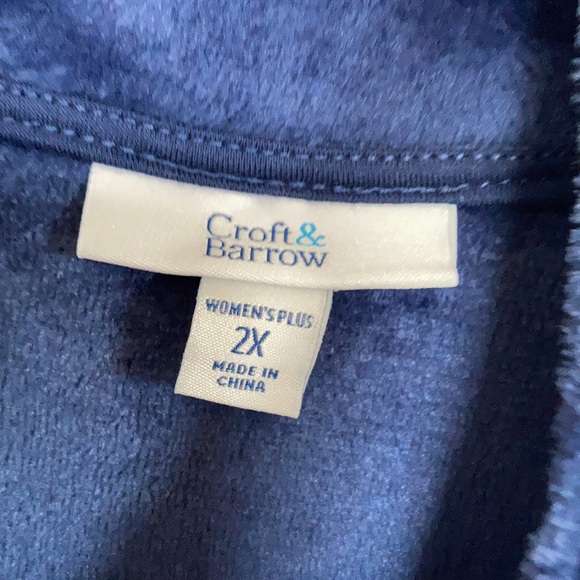 Croft&
Barrow
WOMEN'S PLUS
2X
MADE IN
CHINA